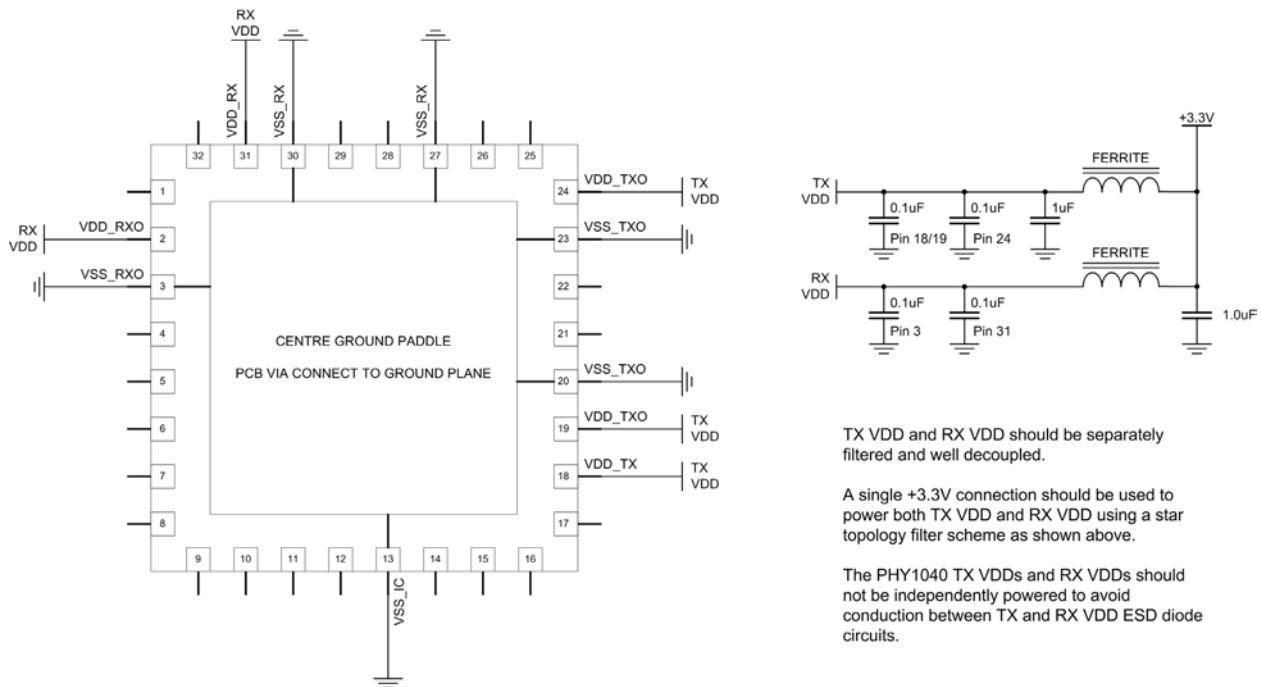 RX
VDD
VDD_RX
VSS_RX
VSS_RX
32
31
30
29
28
27
26
25
1
2
3
4
5
6
7
8
RX
VDD
VDD_RXO
VSS_RXO
CENTRE GROUND PADDLE
PCB VIA CONNECT TO GROUND PLANE
24
23
22
21
20
19
18
17
VDD_TXO
TX
VDD
VSS_TXO
VSS_TXO
VDD_TXO
TX
VDD
VDD_TX
TX
VDD
9
10
11
12
13
14
15
16
VSS_IC
+3.3V
FERRITE
TX
VDD
0.1uF
0.1uF
1uF
Pin 18/19
Pin 24
FERRITE
RX
VDD
0.1uF
0.1uF
1.0uF
Pin 3
Pin 31
TX VDD and RX VDD should be separately
filtered and well decoupled.
A single +3.3V connection should be used to
power both TX VDD and RX VDD using a star
topology filter scheme as shown above.
The PHY1040 TX VDDs and RX VDDs should
not be independently powered to avoid
conduction between TX and RX VDD ESD diode
circuits.